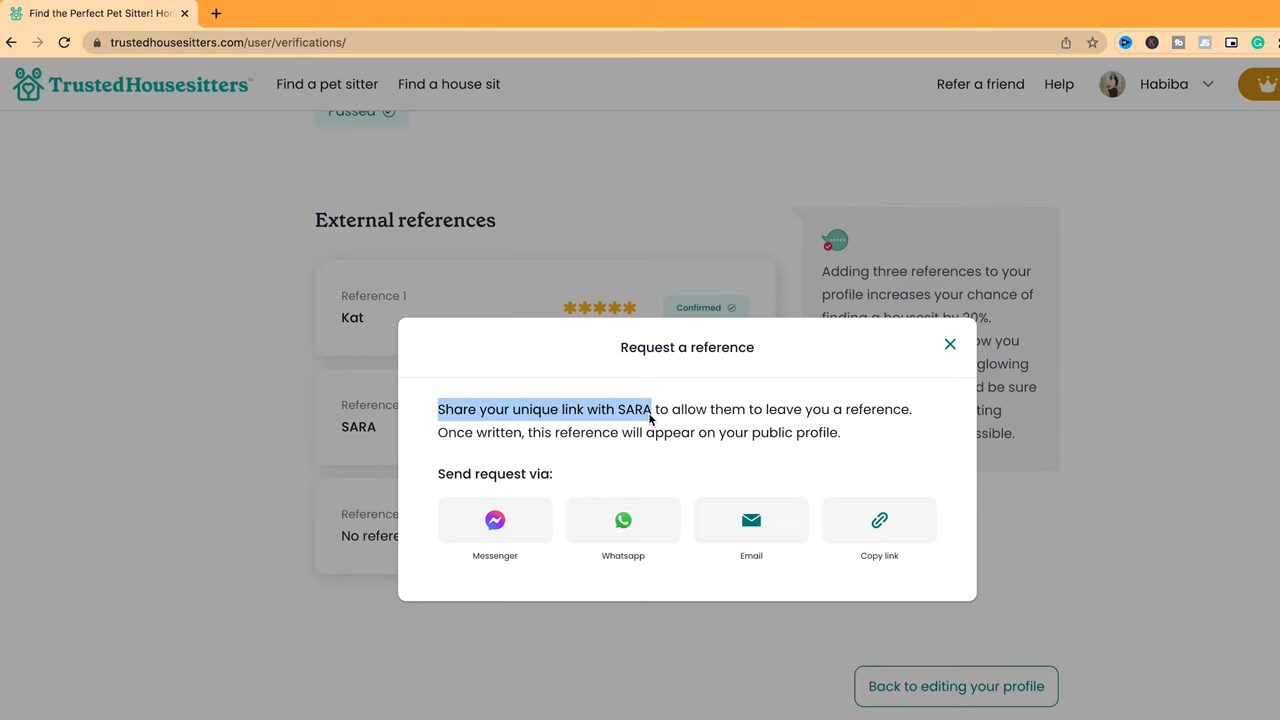 Find the Perfect Pet Sitter! Hor
trustedhousesitters.com/user/verifications/
TrustedHousesitters™
Find a pet sitter
Find a house sit
Refer a friend
Help
Habiba
Passed
External references
Reference 1
Kat
Confirmed
Reference
SARA
Reference
No refere
Adding three references to your
profile increases your chance of
finding a housesit by 20%.
ow you
glowing
d be sure
ting
ssible.
Request a reference
Share your unique link with SARA to allow them to leave you a reference.
Once written, this reference will appear on your public profile.
Send request via:
Messenger
Whatsapp
Email
Copy link
Back to editing your profile